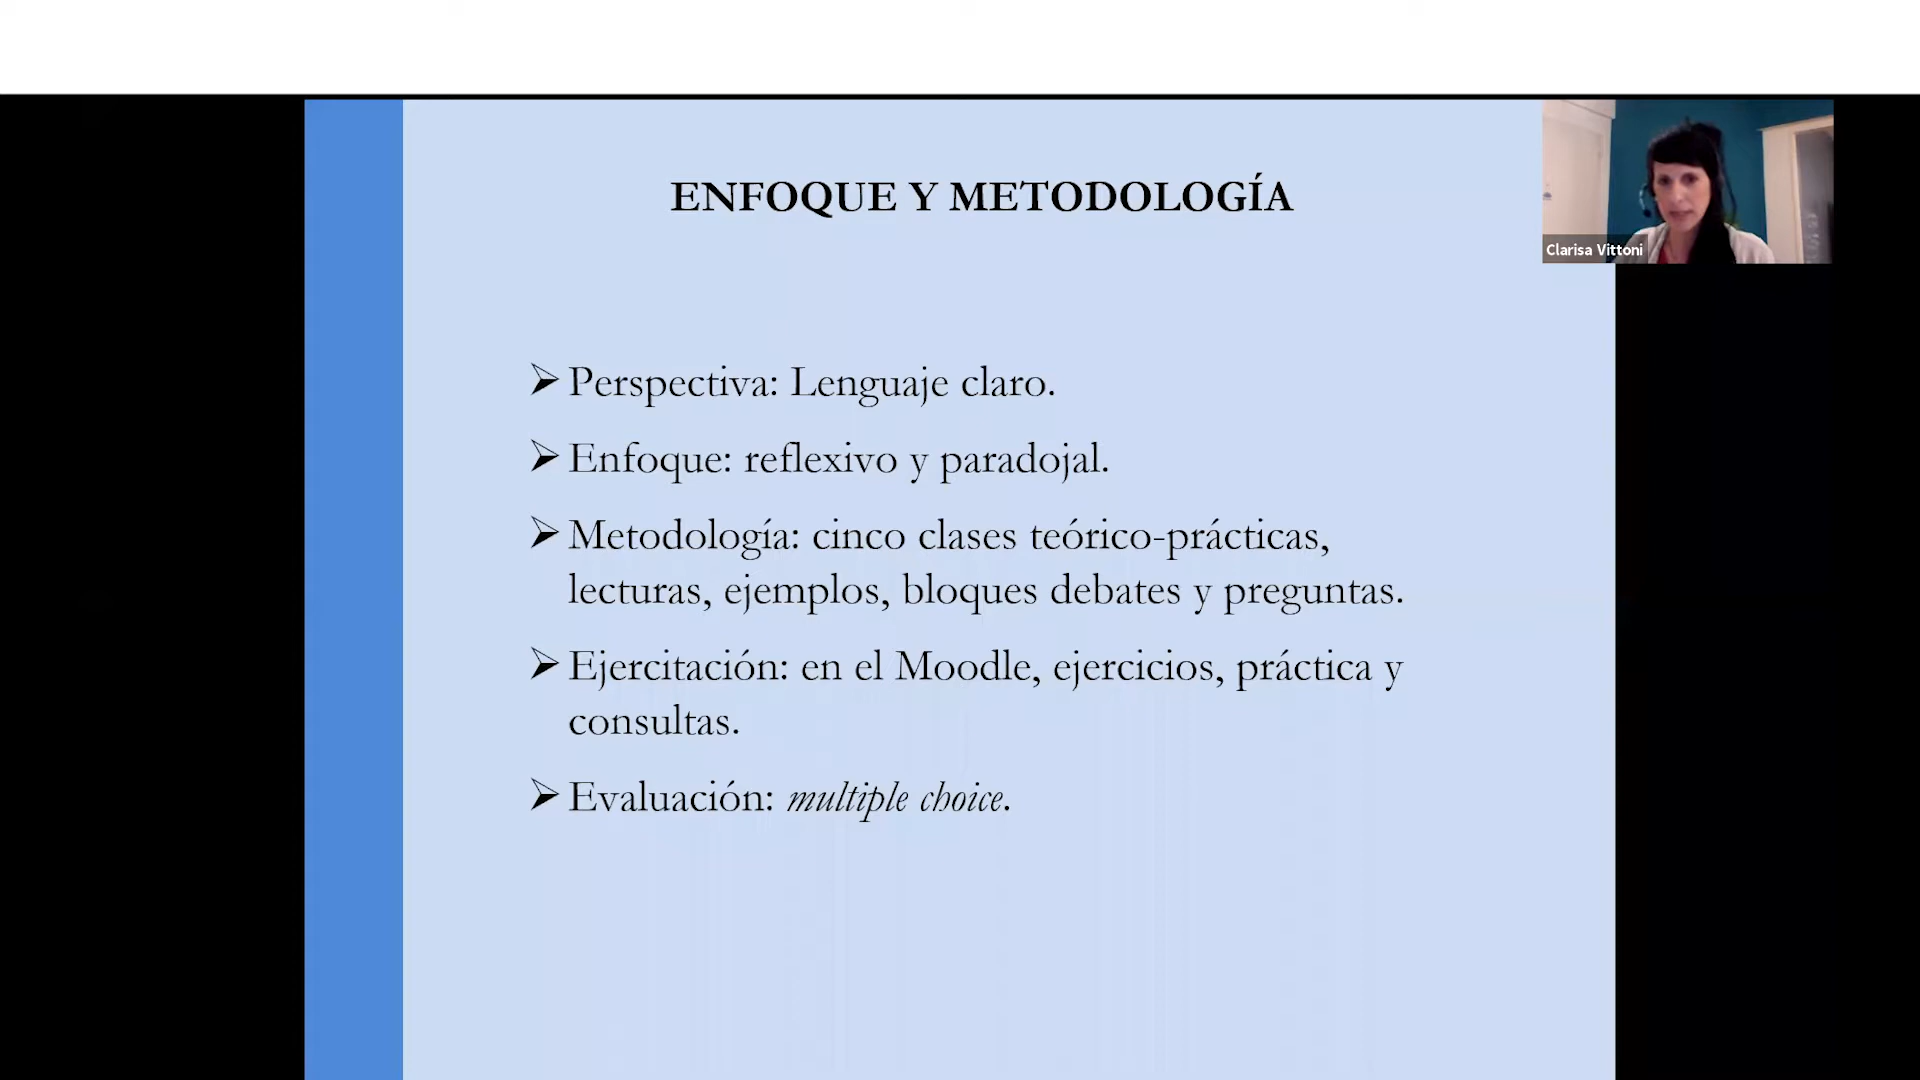 ENFOQUE Y METODOLOGÍA
Clarisa Vittoni
➢ Perspectiva: Lenguaje claro.
➢ Enfoque: reflexivo y paradojal.
➢ Metodología: cinco clases teórico-prácticas,
lecturas, ejemplos, bloques debates y preguntas.
➢ Ejercitación: en el Moodle, ejercicios, práctica y
consultas.
➢ Evaluación: multiple choice.